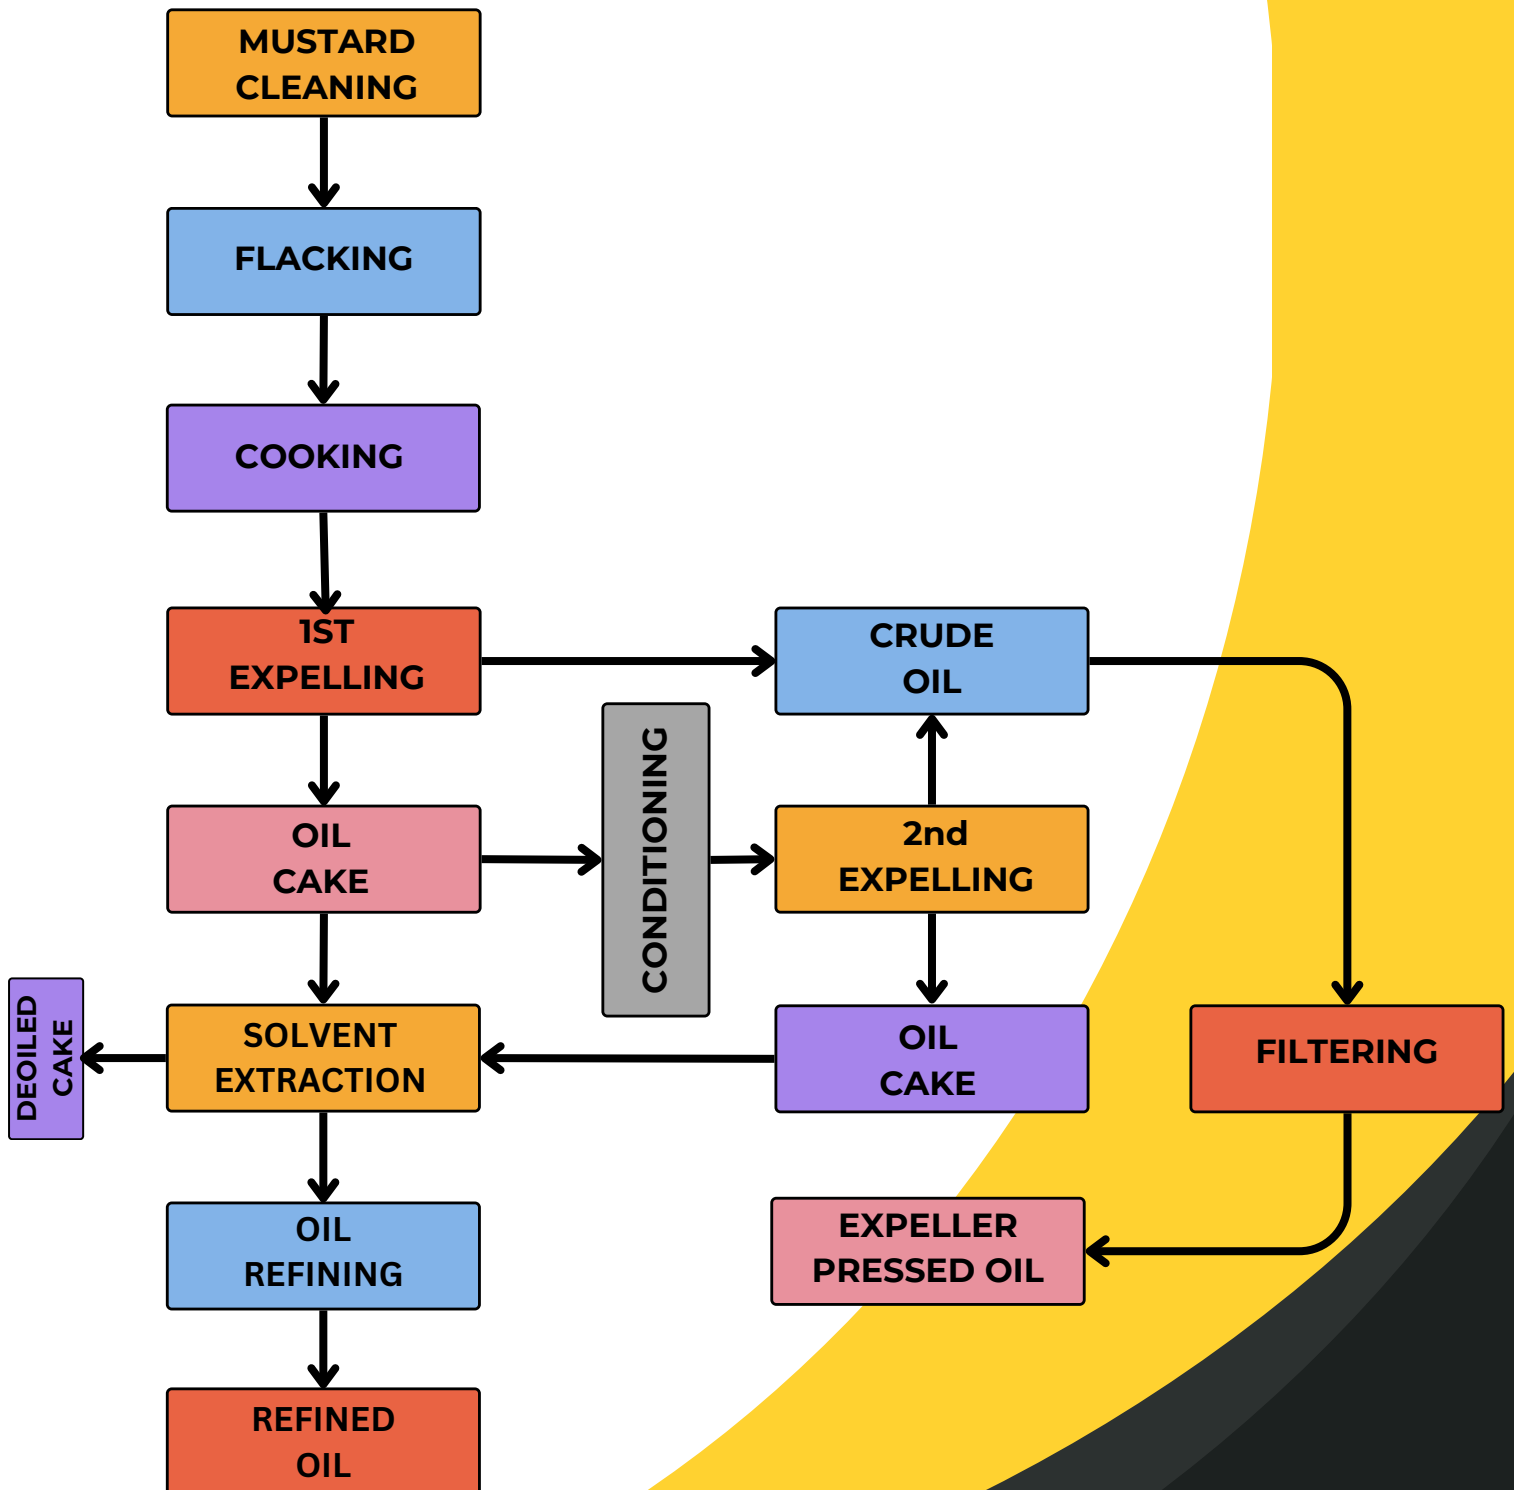 MUSTARD
CLEANING
FLACKING
COOKING
1ST
EXPELLING
CRUDE
OIL
CONDITIONING
OIL
CAKE
2nd
EXPELLING
DEOILED
CAKE
SOLVENT
EXTRACTION
OIL
CAKE
FILTERING
OIL
REFINING
EXPELLER
PRESSED OIL
REFINED
OIL